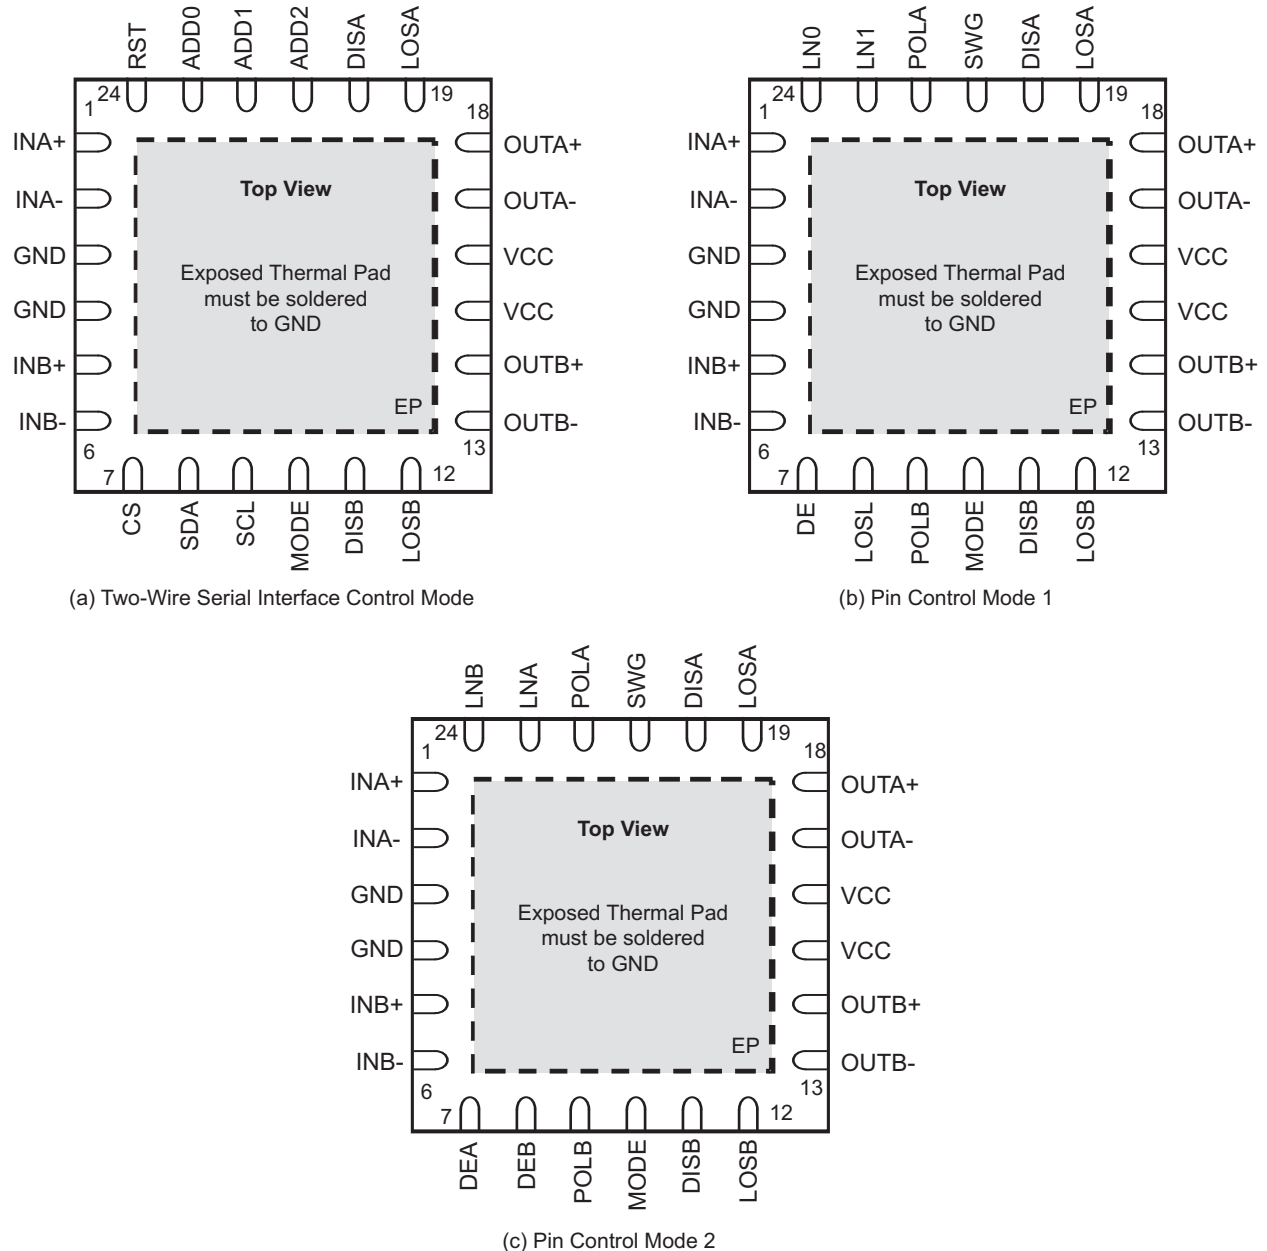 RST
ADD0
ADD1
ADD2
DISA
LOSA
24
19
1
18
INA+
INA-
GND
GND
INB+
INB-
Top View
Exposed Thermal Pad
must be soldered
to GND
EP
OUTA+
OUTA-
VCC
VCC
OUTB+
OUTB-
6
13
7
12
CS
SDA
SCL
MODE
DISB
LOSB
(a) Two-Wire Serial Interface Control Mode
LN0
LN1
POLA
SWG
DISA
LOSA
24
19
1
18
INA+
INA-
GND
GND
INB+
INB-
Top View
Exposed Thermal Pad
must be soldered
to GND
EP
OUTA+
OUTA-
VCC
VCC
OUTB+
OUTB-
6
13
7
12
DE
LOSL
POLB
MODE
DISB
LOSB
(b) Pin Control Mode 1
LNB
LNA
POLA
SWG
DISA
LOSA
24
19
1
18
INA+
INA-
GND
GND
INB+
INB-
Top View
Exposed Thermal Pad
must be soldered
to GND
EP
OUTA+
OUTA-
VCC
VCC
OUTB+
OUTB-
6
13
7
12
DEA
DEB
POLB
MODE
DISB
LOSB
(c) Pin Control Mode 2